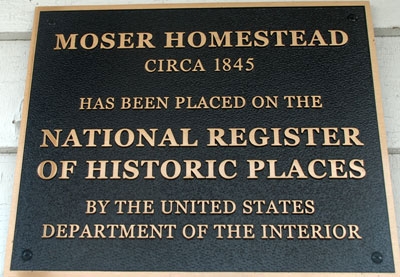 MOSER HOMESTEAD
CIRCA 1845
HAS BEEN PLACED ON THE
NATIONAL REGISTER
OF HISTORIC PLACES
BY THE UNITED STATES
DEPARTMENT OF THE INTERIOR